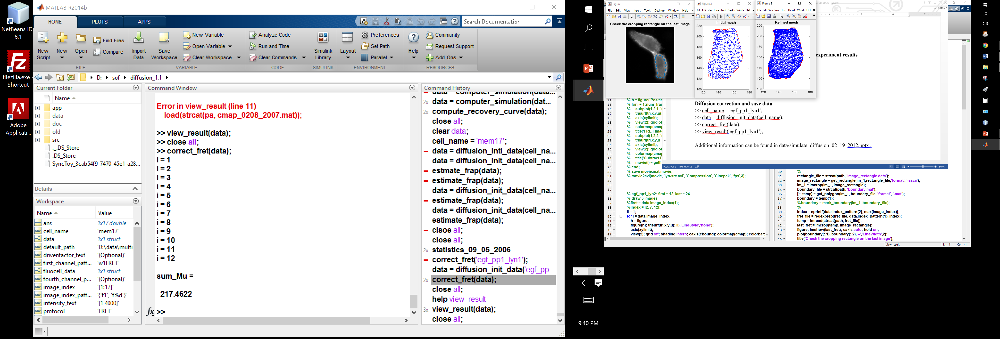 NetBeans ID
8.1
filezilla.exe
Shortcut
Adobe
Applicati...
MATLAB R2014b
HOME
PLOTS
APPS
Search Documentation
New
Script
New
Open
Find Files
Compare
FILE
Import
Data
Save
Workspace
New Variable
Open Variable
Clear Workspace
VARIABLE
Analyze Code
Run and Time
Clear Commands
CODE
Simulink
Library
SIMULINK
Layout
Preferences
Set Path
Parallel
ENVIRONMENT
Help
Community
Request Support
Add-Ons
RESOURCES
D: sof diffusion_1.1
Current Folder
Name
app
data
doc
old
src
._.DS_Store
.DS_Store
SyncToy_3cab54f9-7470-45e1-a28...
Details
Workspace
Name Value
ans 1x17 double
cell_name 'mem17'
data 1x1 struct
default_path 'D:\data\multi
drivenfactor_text '(Optional)'
first_channel_patt... 'w1FRET'
fluocell_data 1x1 struct
fourth_channel_p... '(Optional)'
image_index '[1:17]'
image_index_patt... '{'t1', 't%d'}'
intensity_text '[1 4000]'
protocol 'FRET'
Command Window
Error in view_result (line 11)
load(strcat(pa, cmap_0208_2007.mat));
>> view_result(data);
>> close all;
>> correct_fret(data);
i = 1
i = 2
i = 3
i = 4
i = 5
i = 6
i = 7
i = 8
i = 9
i = 10
i = 11
i = 12
sum_Mu =
217.4622
fx >>
Command History
data = computer_simulation(data...
2x data = computer_simulation(dat...
2x compute_recovery_curve(data);
close all;
clear data;
cell_name = 'mem17';
data = diffusion_inti_data(cell_na...
data = diffusion_init_data(cell_na...
estmate_frap(data);
estimate_frap(data);
data = diffusion_init_data(cell_na...
estimate_frap(data);
data = diffusion_init_data(cell_na...
estimate_frap(data);
clsoe all;
close all;
2x statistics_09_05_2006
correct_fret('egf_pp1_lyn1');
data = diffusion_init_data('egf_pp...
2x correct_fret(data);
close all;
help view_result
3x view_result(data);
close all;
9:40 PM
Figure 1
File Edit View Insert Tools Desktop Window Help
Check the cropping rectangle on the last image
Figure 2
Initial mesh
220
200
180
160
140
120
100
120 140 160 180
Figure 3
Refined mesh
220
200
180
160
140
120
100
120 140 160 180
Guide.docx - Word
Lu, Kathy
4 5 6 7
experiment results
Diffusion correction and save data
>> cell_name = 'egf_pp1_lyn1';
>> data = diffusion_init_data(cell_name);
>> correct_fret(data);
>> view_result('egf_pp1_lyn1');
Additional information can be found in data/simulate_diffusion_02_19_2012.pptx .
PAGE 3 OF 3 193 WORDS
140%
14 % h = figure('Positic
15 % for i = 1:num_frar
16 % subplot(1,2,1, 'r
17 % trisurf(tri,x,y,u(
18 % axis(xylimit);
19 % view(2); grid of
20 % colormap(cmap
21 % title('FRET Imag
22 % subplot(1,2,2, 'r
23 % trisurf(tri,x,y,u_
24 % axis(xylimit);
25 % view(2); grid of
26 % colormap(cmap
27 % title('Subtract D
28 % movie(i) = getfr
29 % end;
30 % save movie.mat movie;
31 % movie2avi(movie, 'lyn-src.avi', 'Compression', 'Cinepak', 'fps',3);
32
33
34
35 % egf_pp1_lyn2: first = 12, last = 24
36 % draw 3 images
37 %first = data.image_index(1);
38 %index = [2, 7, 12];
39 ii = 1;
40 for i = data.image_index,
41 h = figure;
42 figure(h); trisurf(tri,x,y,u(:,ii),'LineStyle','none');
43 axis(xylimit);
44 view(2); grid off; shading interp; caxis(cbound); colormap(cmap); colorbar;
30 %
31 rectangle_file = strcat(path, 'image_rectangle.data');
32 image_rectangle = get_rectangle(im_1,rectangle_file,'format', '-ascii');
33 im_1 = imcrop(im_1, image_rectangle);
34 boundary_file = strcat(path, 'boundary.mat');
35 [~, temp] = get_polygon(im_1, boundary_file, 'format', '-mat');
36 boundary = temp{1};
37 %boundary = mark_boundary(im_1, boundary_file);
38 %
39 index = sprintf(data.index_pattern{2}, max(image_index));
40 fret_file = regexprep(fret_file, data.index_pattern{1}, index);
41 temp = imread(strcat(path, fret_file));
42 last_fret = imcrop(temp, image_rectangle);
43 figure; imshow(last_fret); caxis auto; hold on;
44 plot(boundary(:,1), boundary(:,2),'--','LineWidth',2);
45 title('Check the cropping rectangle on the last image');
view_result
Ln 11 Col 41